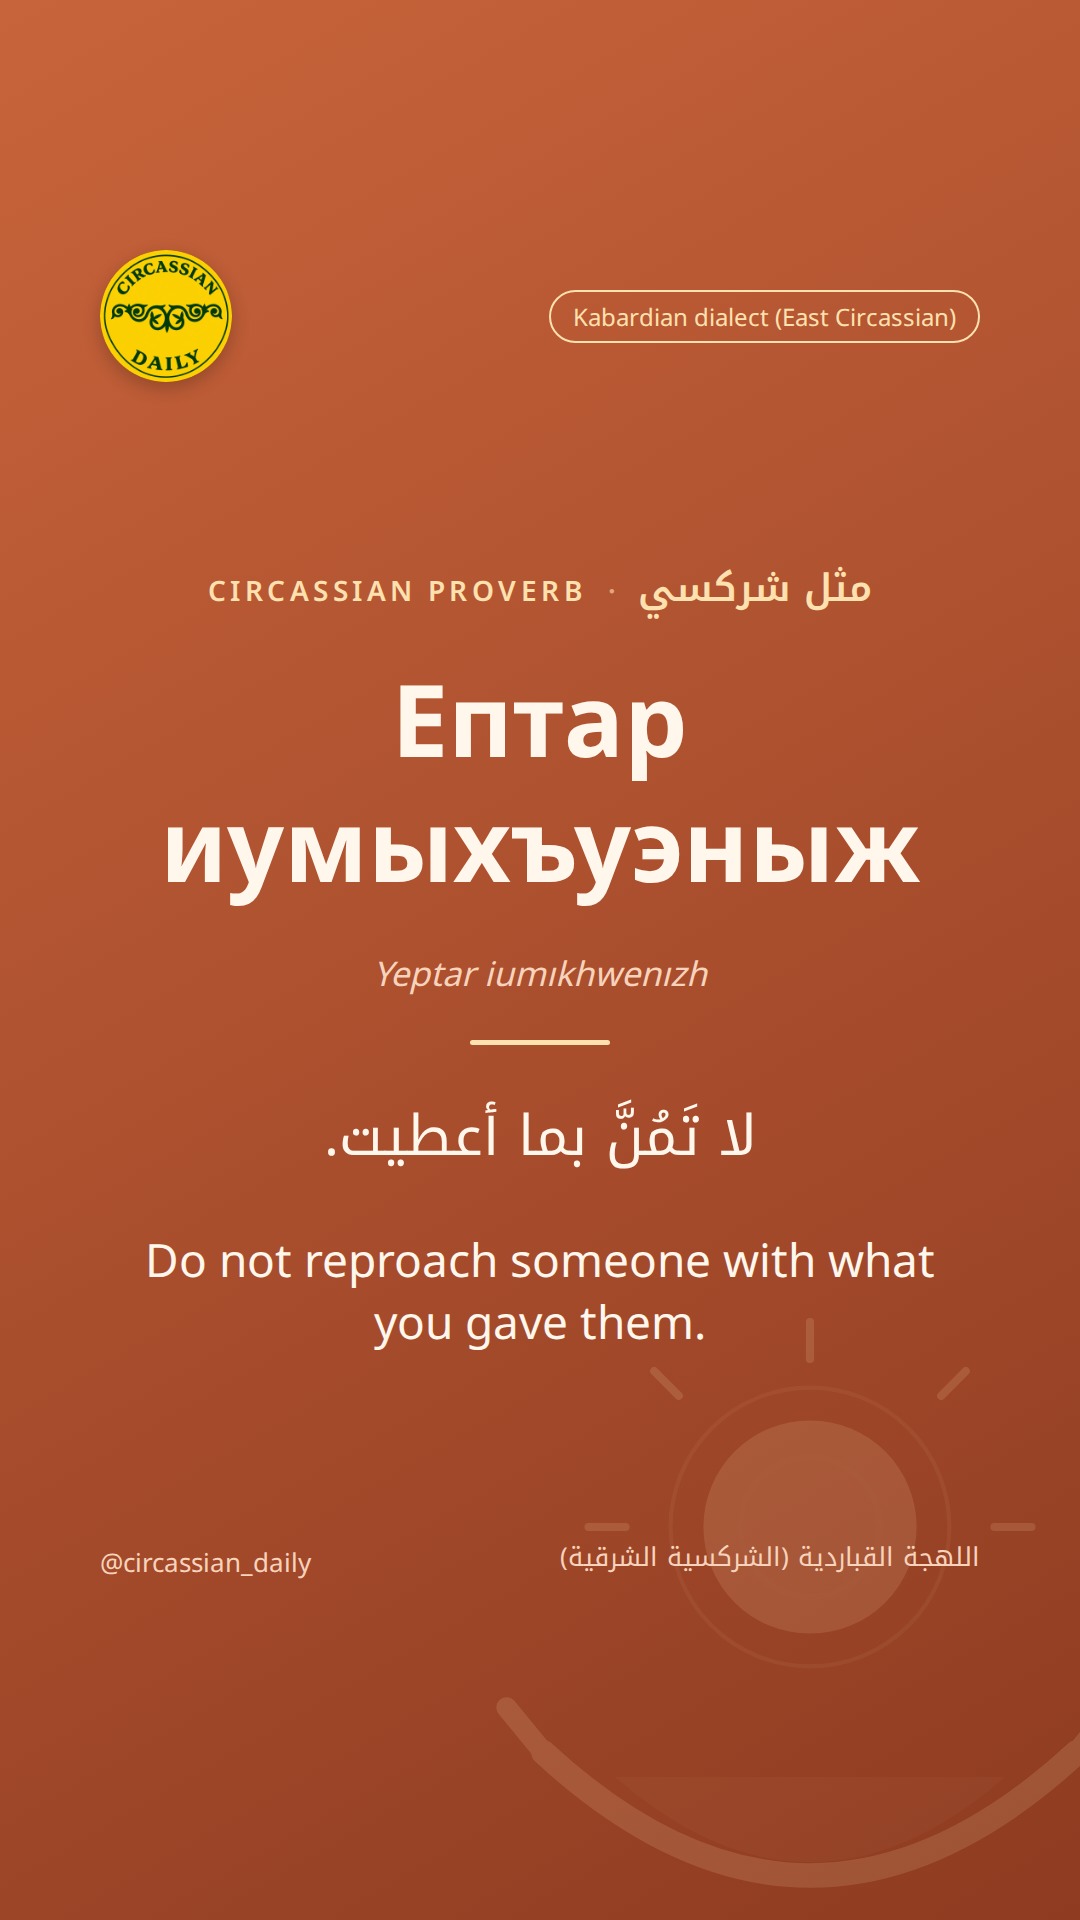 CIRCASSIAN
DAILY
Kabardian dialect (East Circassian)
CIRCASSIAN PROVERB · مثل شركسي
Ептар
иумыхъуэныж
Yeptar iumıkhwenızh
لا تَمُنَّ بما أعطيت.
Do not reproach someone with what
you gave them.
@circassian_daily
اللهجة القباردية (الشركسية الشرقية)